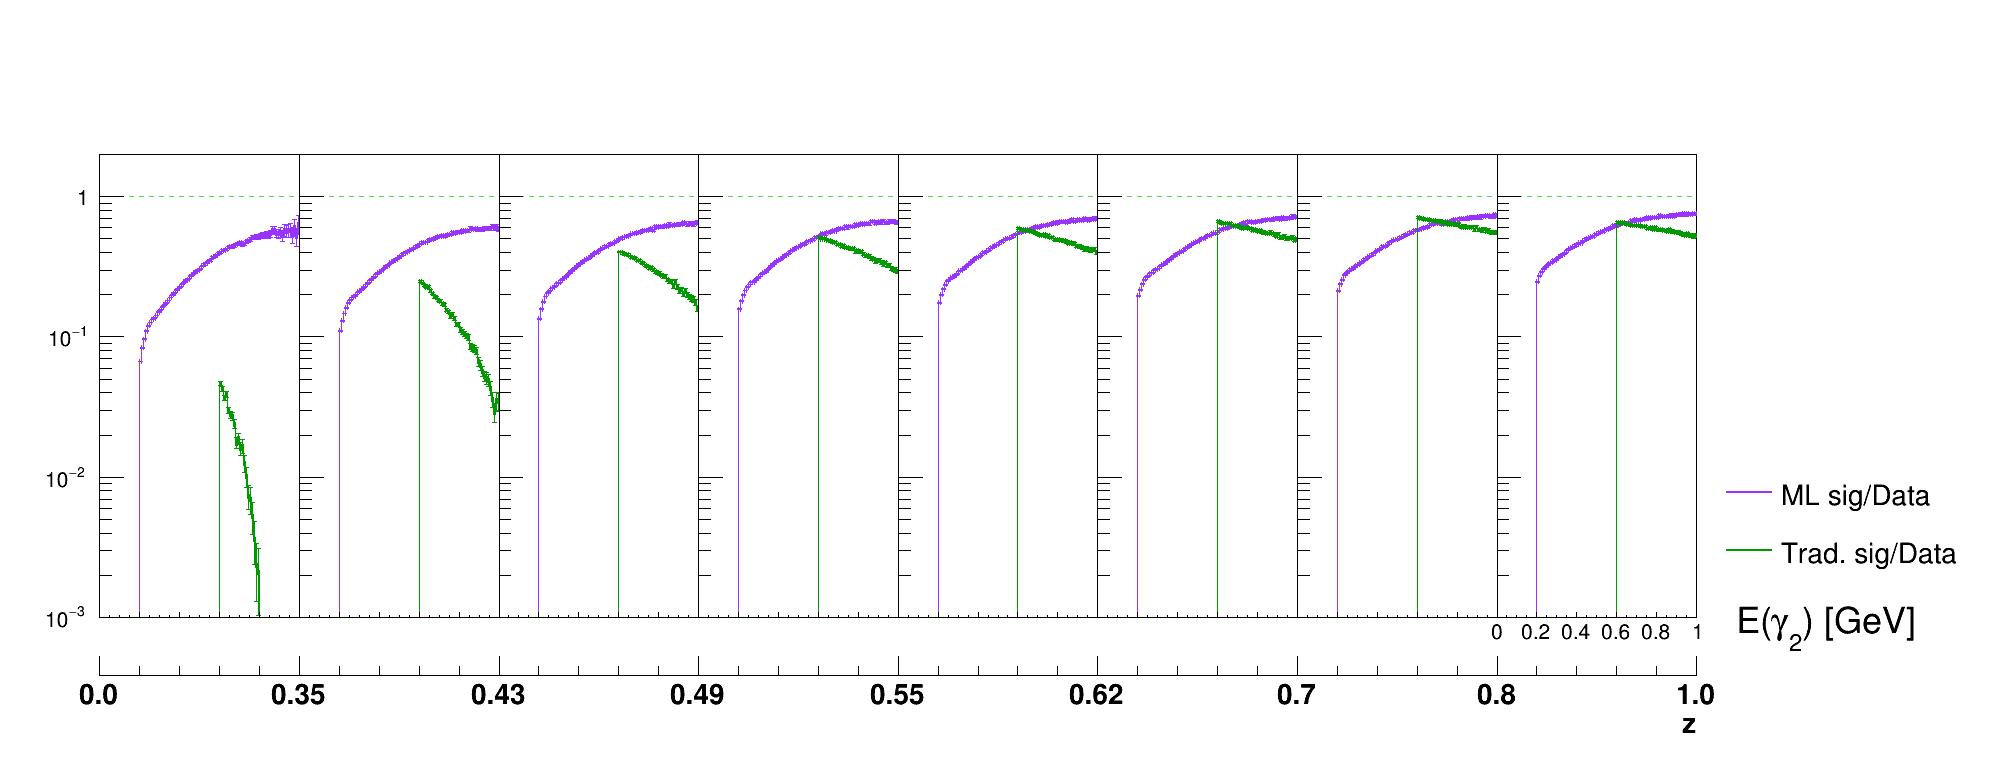 1
10⁻¹
10⁻²
10⁻³
ML sig/Data
Trad. sig/Data
0 0.2 0.4 0.6 0.8 1
E(γ₂) [GeV]
0.0 0.35 0.43 0.49 0.55 0.62 0.7 0.8 1.0
z